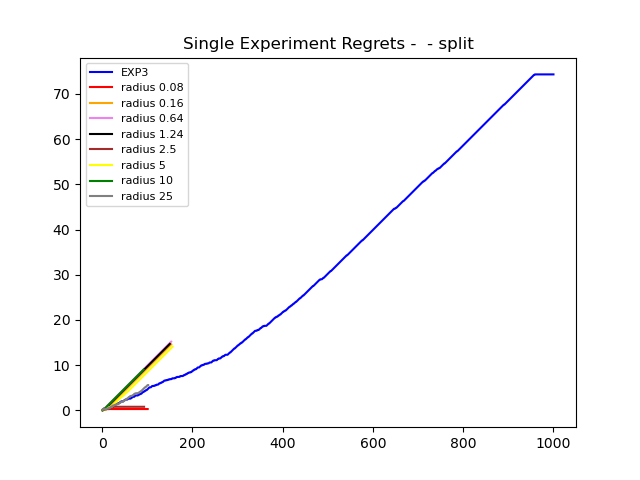 Single Experiment Regrets -  - split
EXP3
radius 0.08
radius 0.16
radius 0.64
radius 1.24
radius 2.5
radius 5
radius 10
radius 25
70
60
50
40
30
20
10
0
0 200 400 600 800 1000